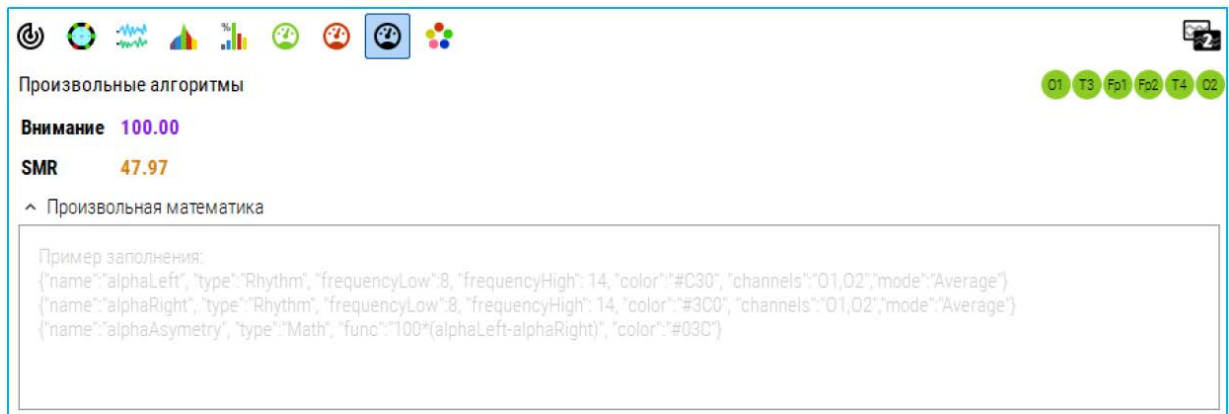 %
2
Произвольные алгоритмы
O1 T3 Fp1 Fp2 T4 O2
Внимание 100.00
SMR 47.97
Произвольная математика
Пример заполнения:
{"name":"alphaLeft", "type":"Rhythm", "frequencyLow":8, "frequencyHigh": 14, "color":"#C30", "channels":"O1,O2","mode":"Average"}
{"name":"alphaRight", "type":"Rhythm", "frequencyLow":8, "frequencyHigh": 14, "color":"#3C0", "channels":"O1,O2","mode":"Average"}
{"name":"alphaAsymetry", "type":"Math", "func":"100*(alphaLeft-alphaRight)", "color":"#03C"}